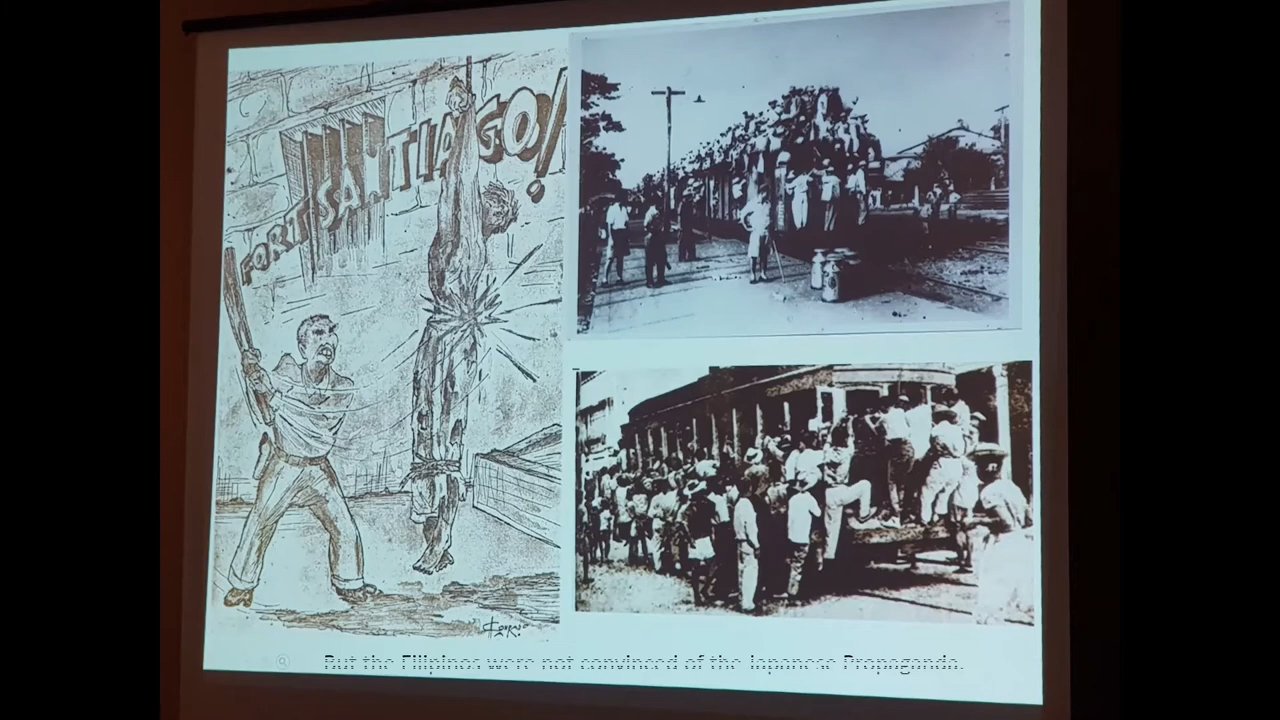 FORT SANTIAGO!
But the Filipinos were not convinced of the Japanese Propaganda.